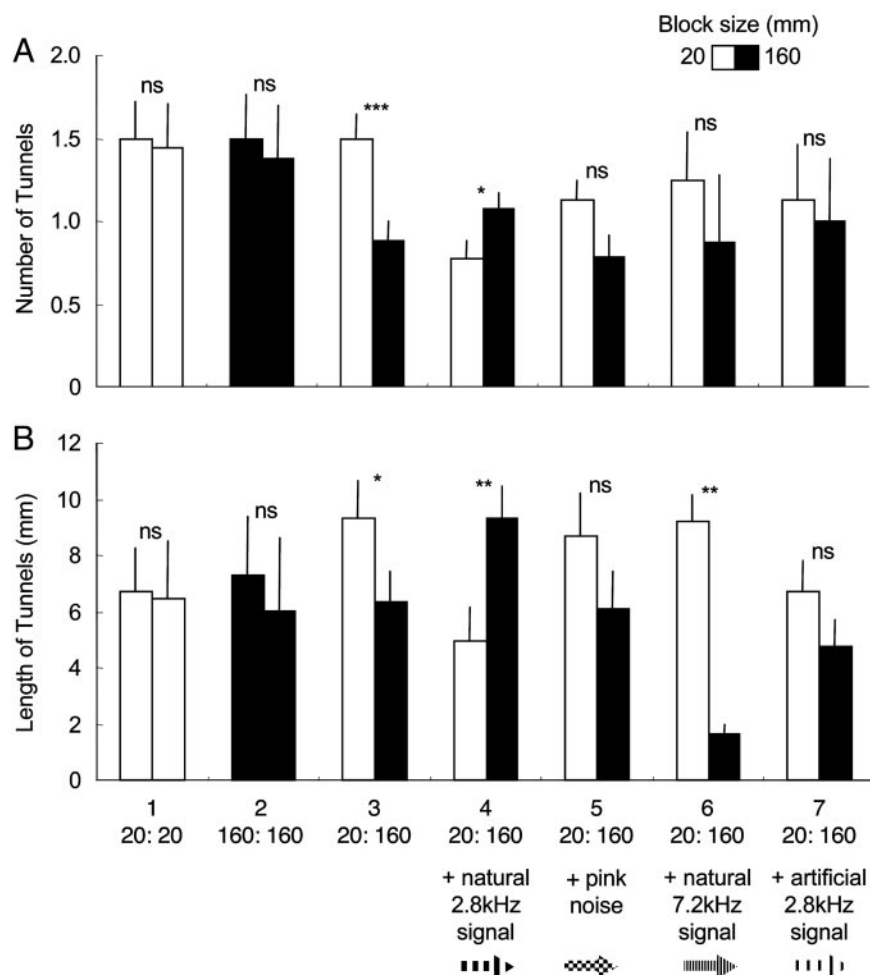 Block size (mm)
20 160
A
Number of Tunnels
2.0
1.5
1.0
0.5
0
ns
ns
***
*
ns
ns
ns
B
Length of Tunnels (mm)
12
10
8
6
4
2
0
ns
ns
*
**
ns
**
ns
1 2 3 4 5 6 7
20: 20 160: 160 20: 160 20: 160 20: 160 20: 160 20: 160
+ natural + pink + natural + artificial
2.8kHz noise 7.2kHz 2.8kHz
signal signal signal